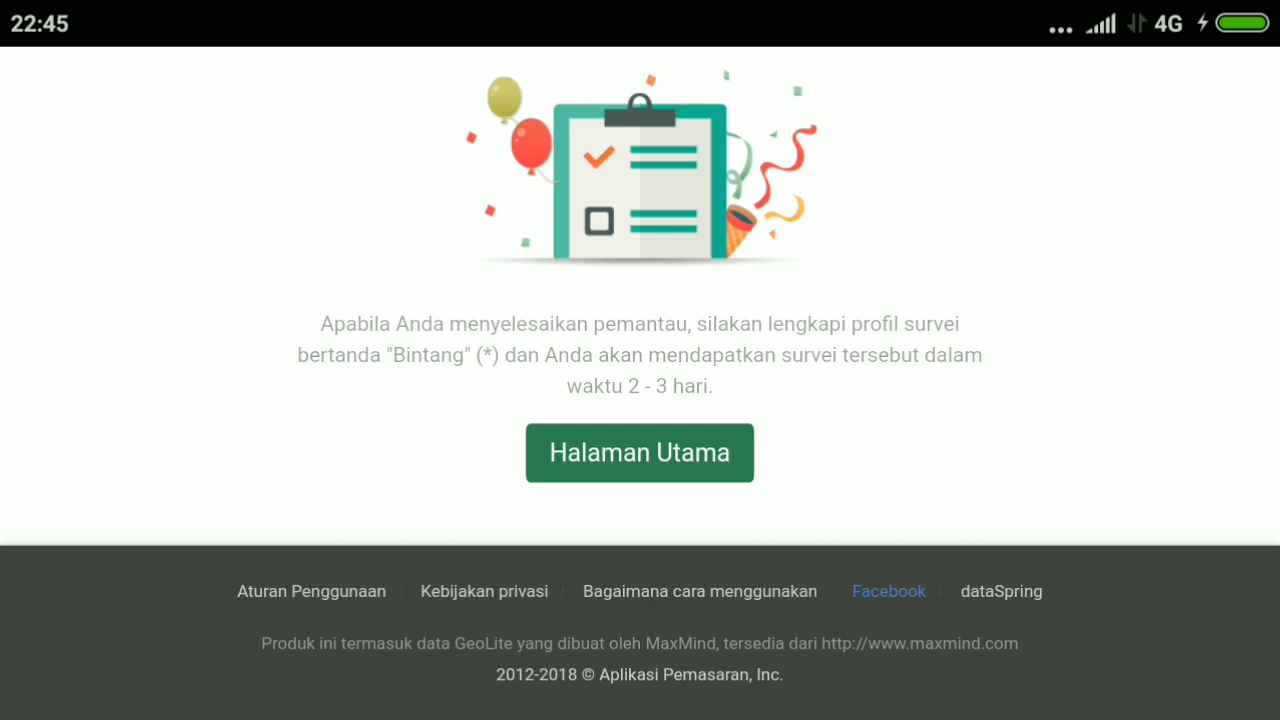 22:45
4G
Apabila Anda menyelesaikan pemantau, silakan lengkapi profil survei
bertanda "Bintang" (*) dan Anda akan mendapatkan survei tersebut dalam
waktu 2 - 3 hari.
Halaman Utama
Aturan Penggunaan Kebijakan privasi Bagaimana cara menggunakan Facebook dataSpring
Produk ini termasuk data GeoLite yang dibuat oleh MaxMind, tersedia dari http://www.maxmind.com
2012-2018 © Aplikasi Pemasaran, Inc.